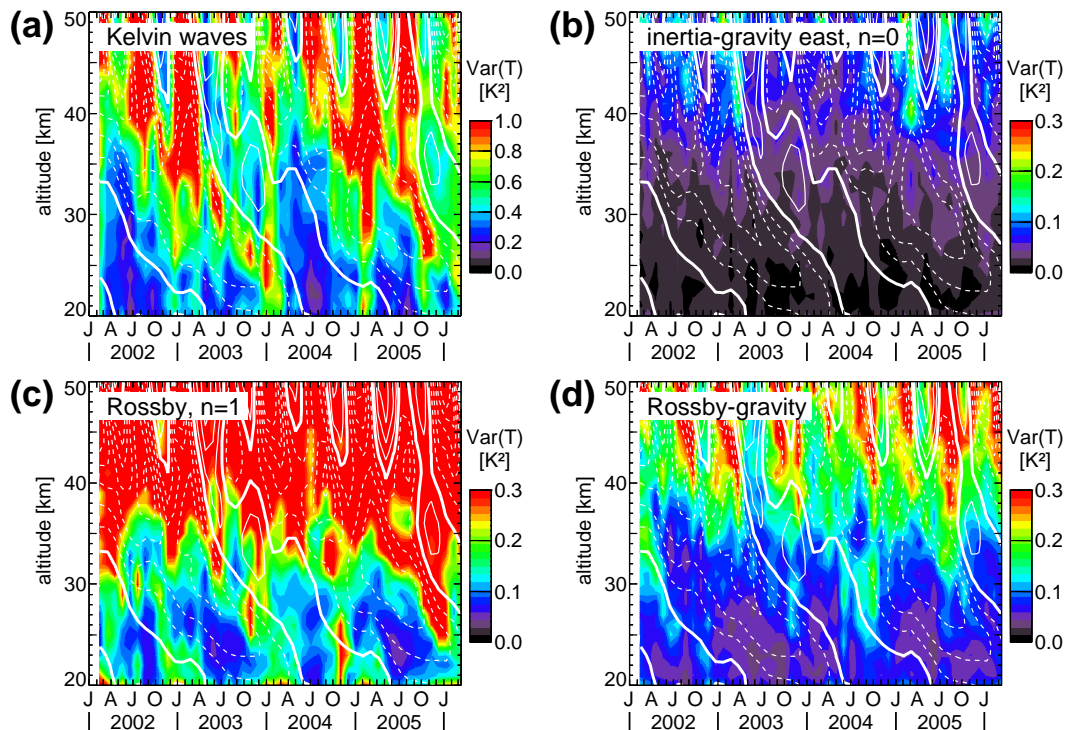 (a) Kelvin waves
Var(T)
[K²]
1.0
0.8
0.6
0.4
0.2
0.0
50
40
30
20
altitude [km]
J A J O J A J O J A J O J A J O J
| 2002 | 2003 | 2004 | 2005 |
(b) inertia-gravity east, n=0
Var(T)
[K²]
0.3
0.2
0.1
0.0
50
40
30
20
altitude [km]
J A J O J A J O J A J O J A J O J
| 2002 | 2003 | 2004 | 2005 |
(c) Rossby, n=1
Var(T)
[K²]
0.3
0.2
0.1
0.0
50
40
30
20
altitude [km]
J A J O J A J O J A J O J A J O J
| 2002 | 2003 | 2004 | 2005 |
(d) Rossby-gravity
Var(T)
[K²]
0.3
0.2
0.1
0.0
50
40
30
20
altitude [km]
J A J O J A J O J A J O J A J O J
| 2002 | 2003 | 2004 | 2005 |